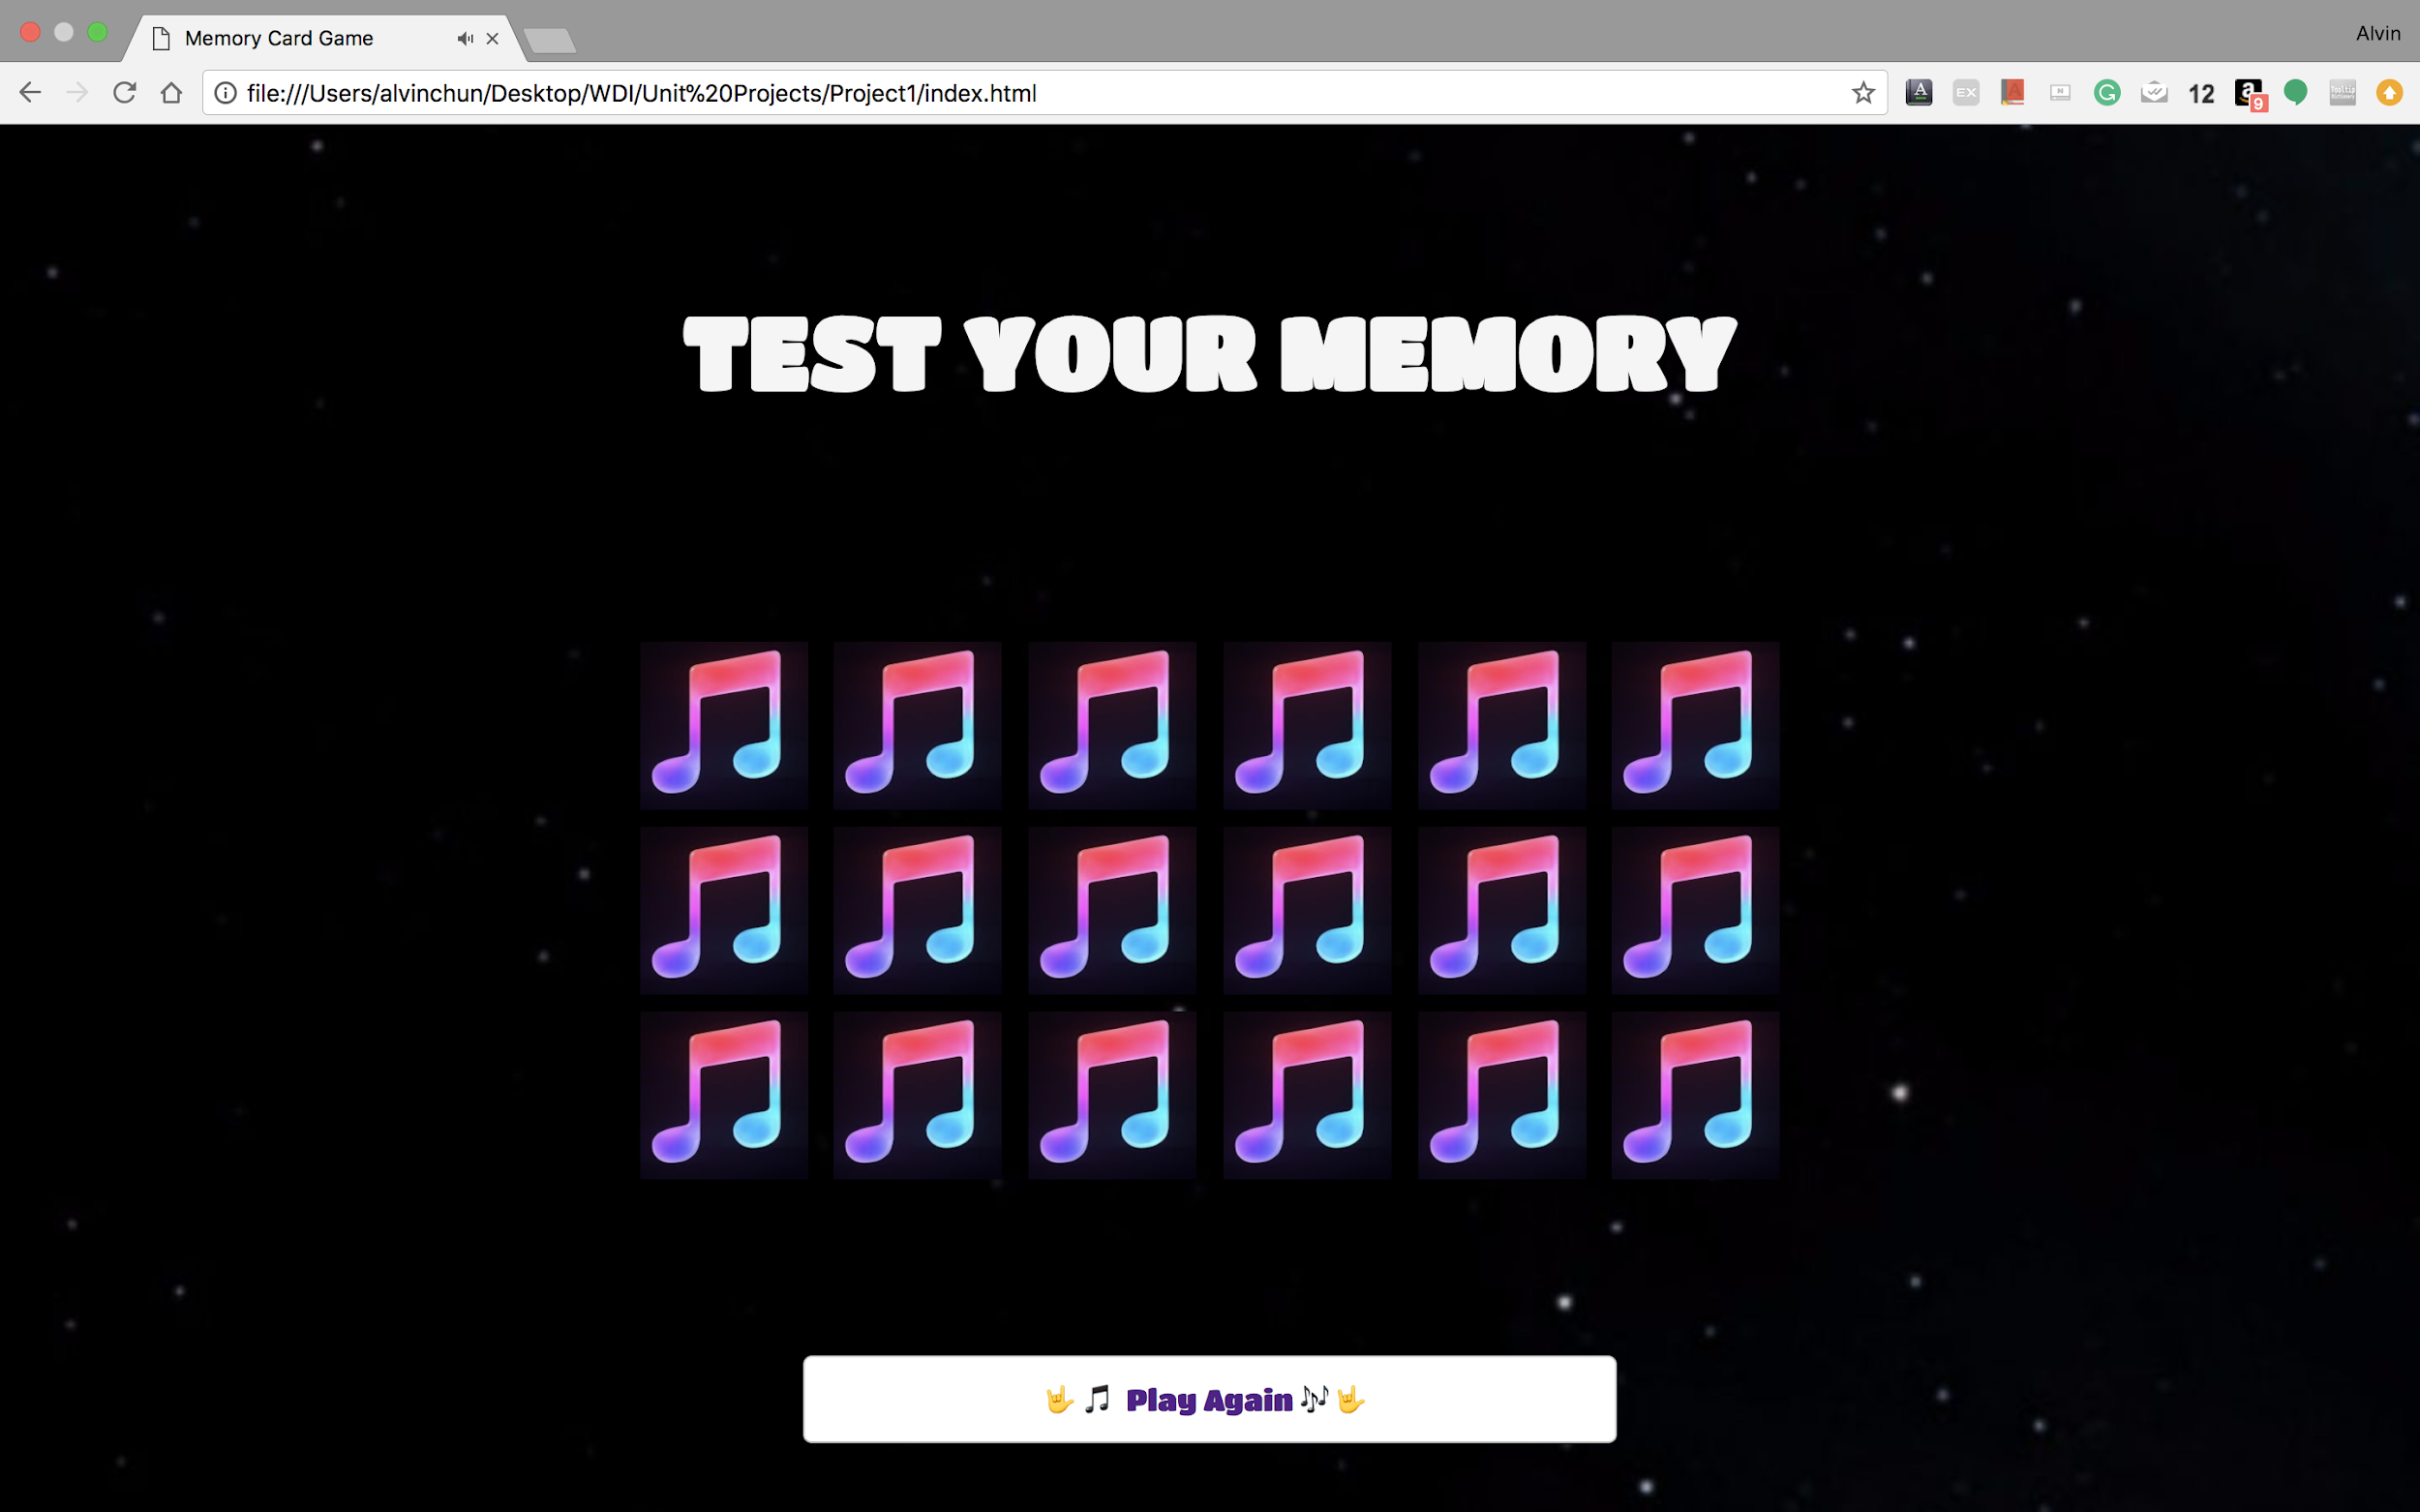 Memory Card Game
Alvin
file:///Users/alvinchun/Desktop/WDI/Unit%20Projects/Project1/index.html
A EX A G 12 a 9
TEST YOUR MEMORY
🤟🎵 Play Again 🎶🤟